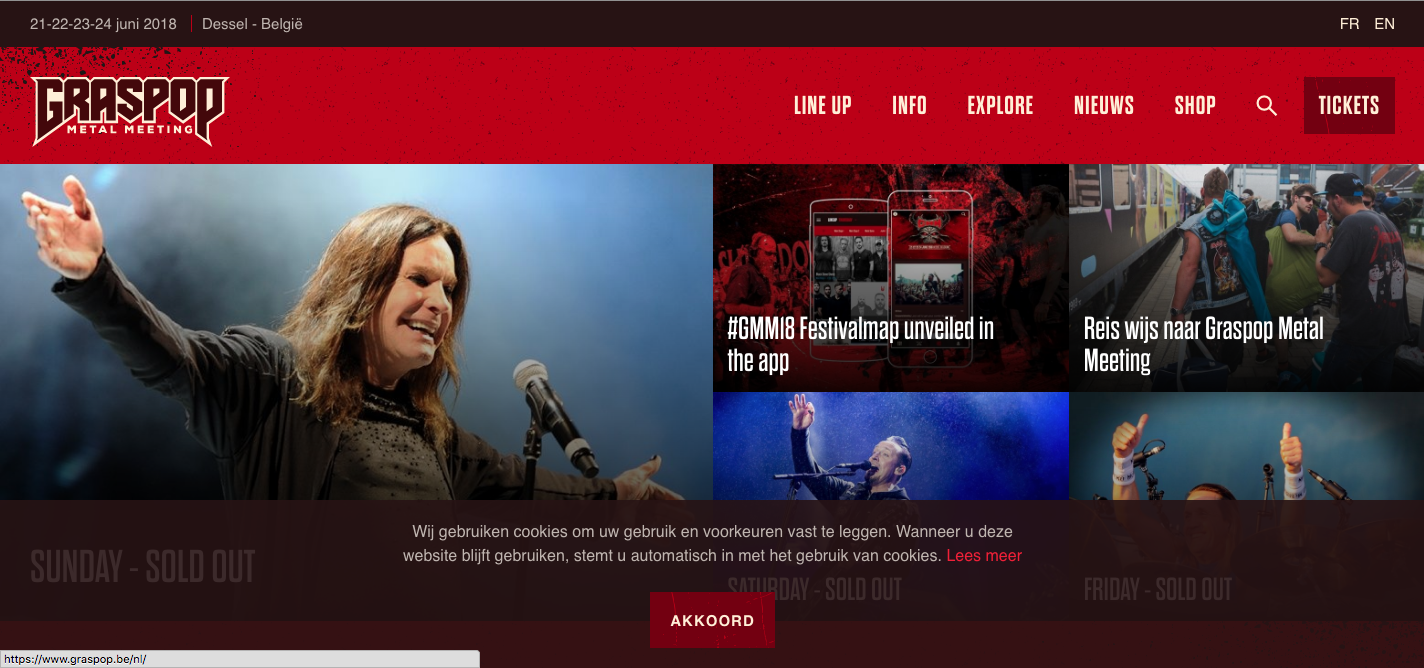 21-22-23-24 juni 2018
Dessel - België
FR EN
GRASPOP
METAL MEETING
LINE UP
INFO
EXPLORE
NIEUWS
SHOP
TICKETS
#GMM18 Festivalmap unveiled in
the app
Reis wijs naar Graspop Metal
Meeting
SUNDAY - SOLD OUT
SATURDAY - SOLD OUT
FRIDAY - SOLD OUT
Wij gebruiken cookies om uw gebruik en voorkeuren vast te leggen. Wanneer u deze
website blijft gebruiken, stemt u automatisch in met het gebruik van cookies. Lees meer
AKKOORD
https://www.graspop.be/nl/